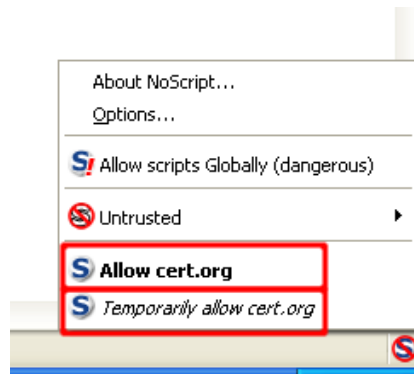 About NoScript...
Options...
Allow scripts Globally (dangerous)
Untrusted
Allow cert.org
Temporarily allow cert.org